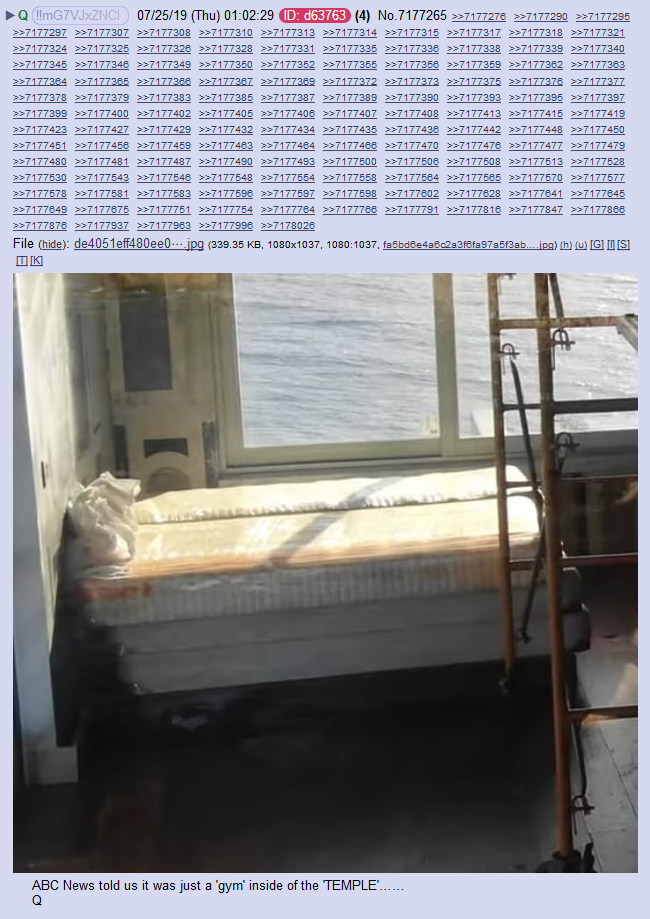 ▶ Q !!mG7VJxZNCI 07/25/19 (Thu) 01:02:29 ID: d63763 (4) No.7177265 >>7177276 >>7177290 >>7177295
>>7177297 >>7177307 >>7177308 >>7177310 >>7177313 >>7177314 >>7177315 >>7177317 >>7177318 >>7177321
>>7177324 >>7177325 >>7177326 >>7177328 >>7177331 >>7177335 >>7177336 >>7177338 >>7177339 >>7177340
>>7177345 >>7177346 >>7177349 >>7177350 >>7177352 >>7177355 >>7177356 >>7177359 >>7177362 >>7177363
>>7177364 >>7177365 >>7177366 >>7177367 >>7177369 >>7177372 >>7177373 >>7177375 >>7177376 >>7177377
>>7177378 >>7177379 >>7177383 >>7177385 >>7177387 >>7177389 >>7177390 >>7177393 >>7177395 >>7177397
>>7177399 >>7177400 >>7177402 >>7177405 >>7177406 >>7177407 >>7177408 >>7177413 >>7177415 >>7177419
>>7177423 >>7177427 >>7177429 >>7177432 >>7177434 >>7177435 >>7177436 >>7177442 >>7177448 >>7177450
>>7177451 >>7177456 >>7177459 >>7177463 >>7177464 >>7177466 >>7177470 >>7177476 >>7177477 >>7177479
>>7177480 >>7177481 >>7177487 >>7177490 >>7177493 >>7177500 >>7177506 >>7177508 >>7177513 >>7177528
>>7177530 >>7177543 >>7177546 >>7177548 >>7177554 >>7177558 >>7177564 >>7177565 >>7177570 >>7177577
>>7177578 >>7177581 >>7177583 >>7177596 >>7177597 >>7177598 >>7177602 >>7177628 >>7177641 >>7177645
>>7177649 >>7177675 >>7177751 >>7177754 >>7177764 >>7177766 >>7177791 >>7177816 >>7177847 >>7177866
>>7177876 >>7177937 >>7177963 >>7177996 >>7178026
File (hide): de4051eff480ee0⋯.jpg (339.35 KB, 1080x1037, 1080:1037, fa5bd6e4a6c2a3f6fa97a5f3ab….jpg) (h) (u) [G] [I] [S]
[T] [K]
ABC News told us it was just a 'gym' inside of the 'TEMPLE'……
Q